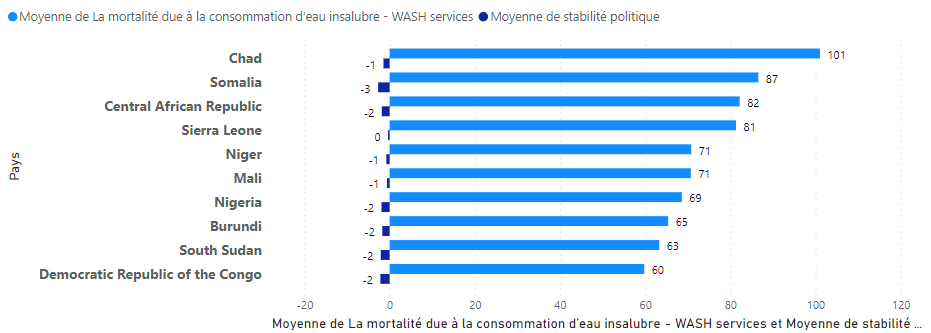 Moyenne de La mortalité due à la consommation d'eau insalubre - WASH services Moyenne de stabilité politique
Chad -1 101
Somalia -3 87
Central African Republic -2 82
Sierra Leone 0 81
Niger -1 71
Mali -1 71
Nigeria -2 69
Burundi -2 65
South Sudan -2 63
Democratic Republic of the Congo -2 60
Pays
-20 0 20 40 60 80 100 120
Moyenne de La mortalité due à la consommation d'eau insalubre - WASH services et Moyenne de stabilité ...